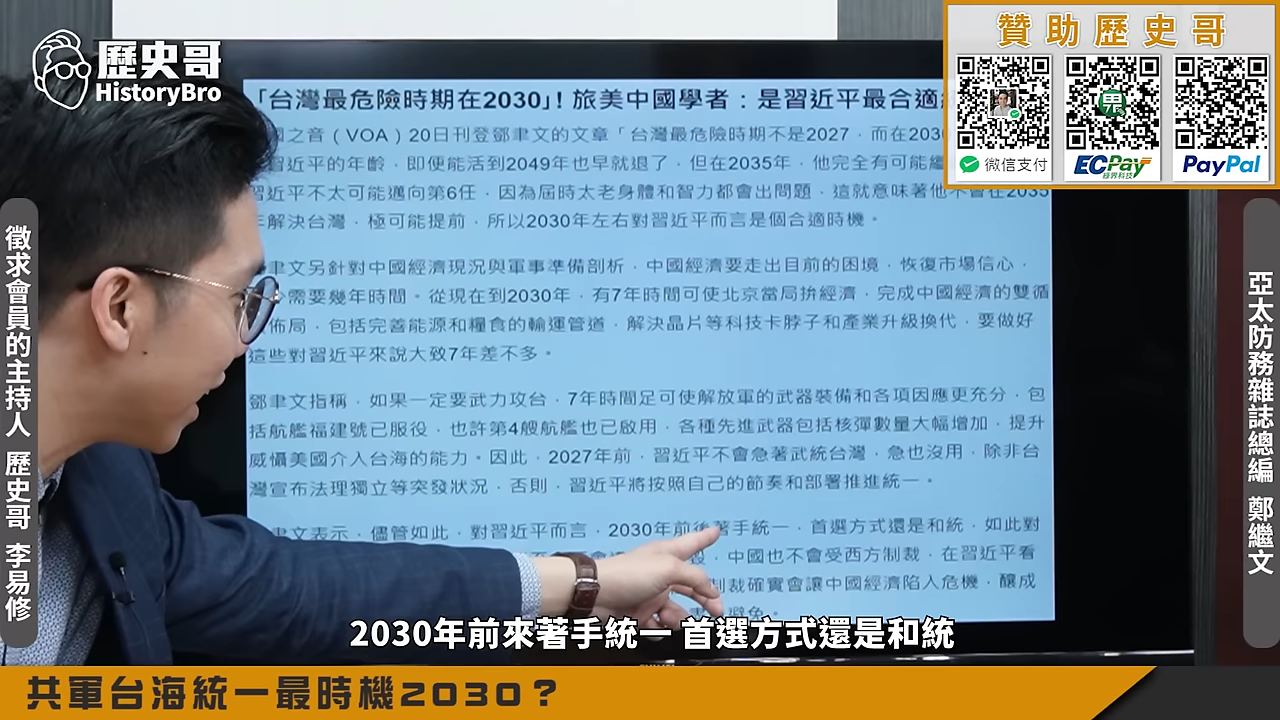 歷史哥
HistoryBro
贊助歷史哥
微信支付
ECPay
綠界科技
PayPal
「台灣最危險時期在2030」！旅美中國學者：是習近平最合適
之音（VOA）20日刊登鄧聿文的文章「台灣最危險時期不是2027，而在2030
習近平的年齡，即便能活到2049年也早就退了，但在2035年，他完全有可能
習近平不太可能邁向第6任，因為屆時太老身體和智力都會出問題，這就意味著他不會在2035
解決台灣，極可能提前，所以2030年左右對習近平而言是個合適時機。
聿文另針對中國經濟現況與軍事準備剖析，中國經濟要走出目前的困境，恢復市場信心，
需要幾年時間。從現在到2030年，有7年時間可使北京當局拚經濟，完成中國經濟的雙循
佈局，包括完善能源和糧食的輸運管道，解決晶片等科技卡脖子和產業升級換代，要做好
這些對習近平來說大致7年差不多。
鄧聿文指稱，如果一定要武力攻台，7年時間足可使解放軍的武器裝備和各項因應更充分，包
括航艦福建號已服役，也許第4艘航艦也已啟用，各種先進武器包括核彈數量大幅增加，提升
威懾美國介入台海的能力。因此，2027年前，習近平不會急著武統台灣，急也沒用，除非台
灣宣布法理獨立等突發狀況，否則，習近平將按照自己的節奏和部署推進統一。
聿文表示，儘管如此，對習近平而言，2030年前後著手統一，首選方式還是和統，如此對
，中國也不會受西方制裁，在習近平看
制裁確實會讓中國經濟陷入危機，釀成
避免。
徵求會員的主持人 歷史哥 李易修
亞太防務雜誌總編 鄭繼文
2030年前來著手統一 首選方式還是和統
共軍台海統一最時機2030？